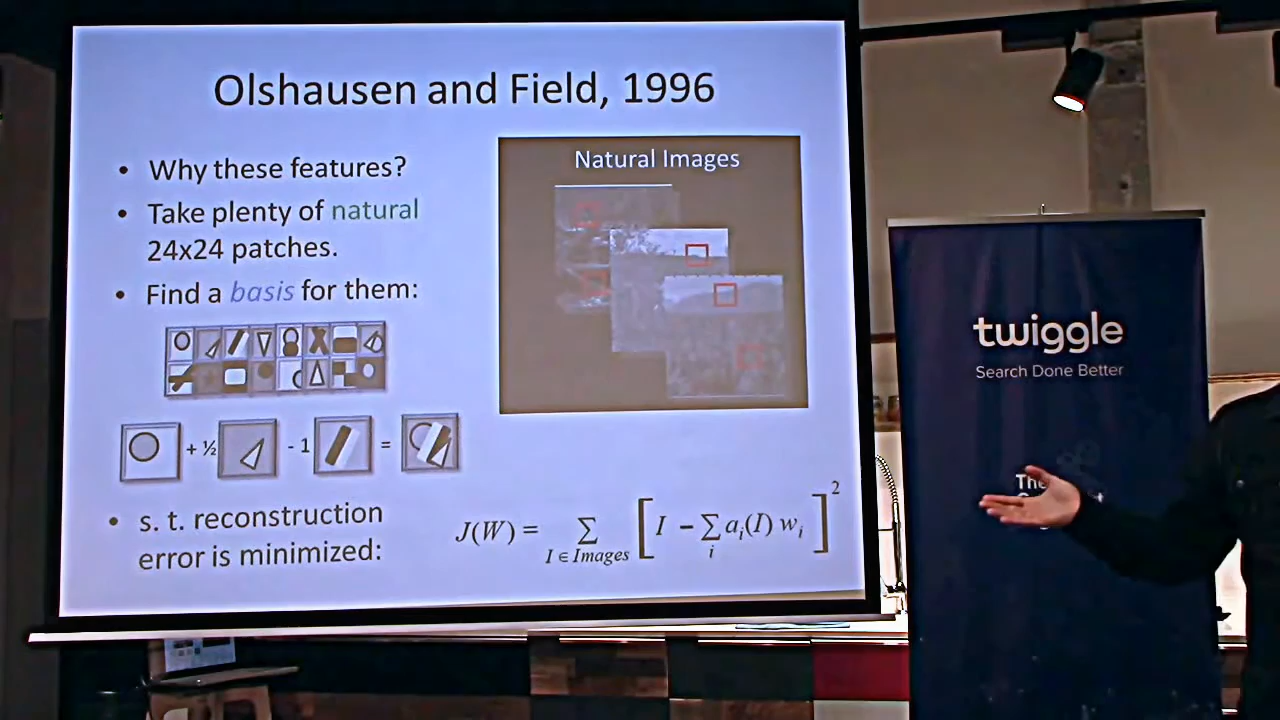 Olshausen and Field, 1996
• Why these features?
• Take plenty of natural
24x24 patches.
• Find a basis for them:
+ ½ - 1 =
• s. t. reconstruction
error is minimized:
Natural Images
J(W) = ∑ I ∈ Images [ I - ∑ i a_i(I) w_i ]²
twiggle
Search Done Better